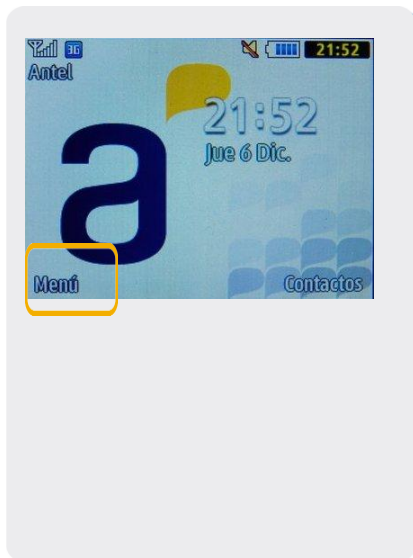 3G 21:52
Antel
21:52
Jue 6 Dic.
a
Menú Contactos